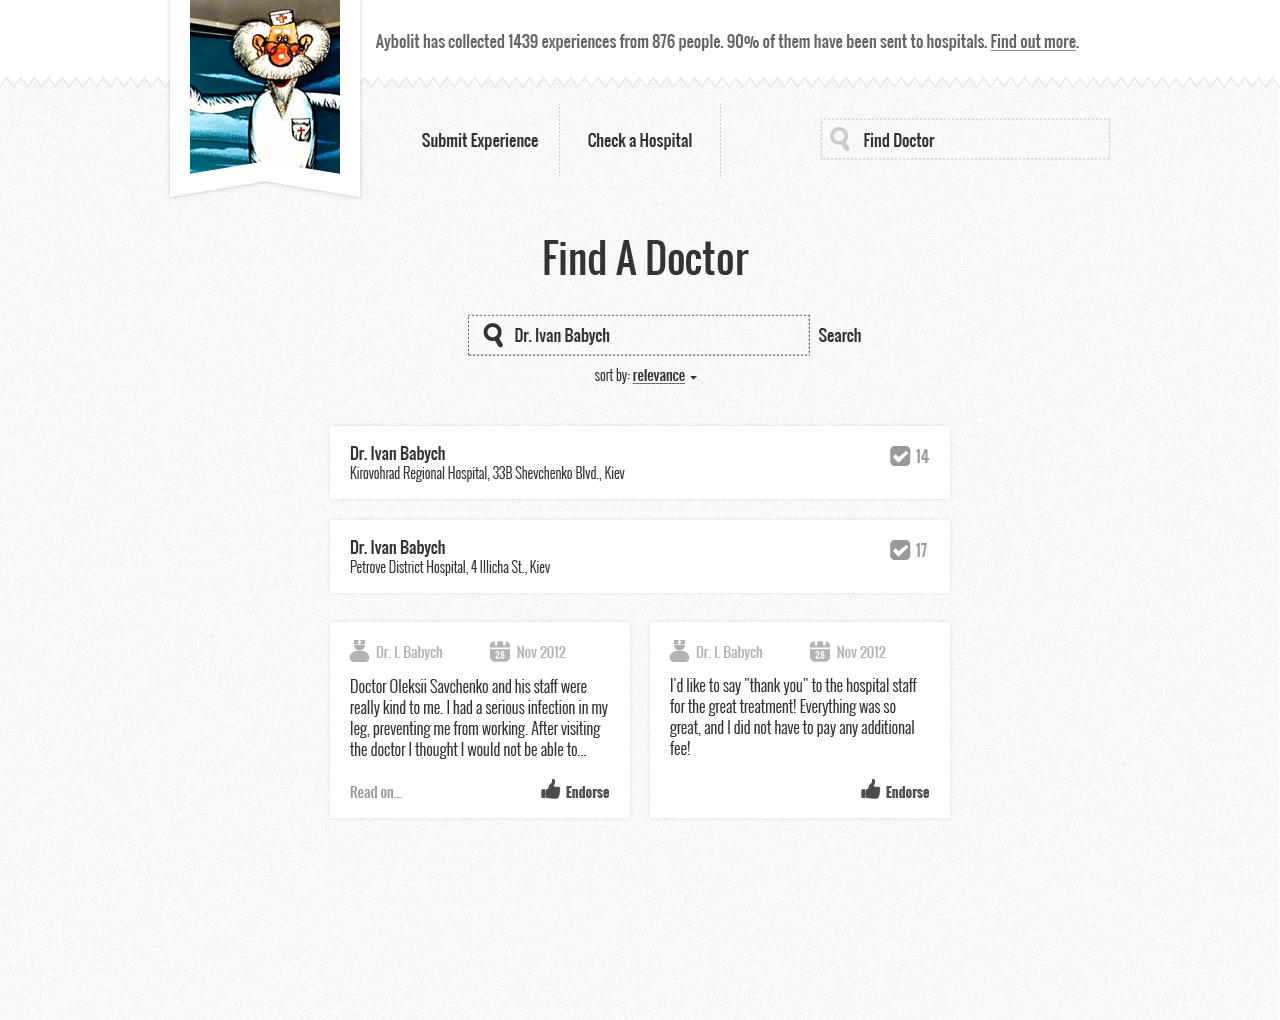 Aybolit has collected 1439 experiences from 876 people. 90% of them have been sent to hospitals. Find out more.
Submit Experience
Check a Hospital
Find Doctor
Find A Doctor
Dr. Ivan Babych
Search
sort by: relevance
Dr. Ivan Babych
14
Kirovohrad Regional Hospital, 33B Shevchenko Blvd., Kiev
Dr. Ivan Babych
17
Petrove District Hospital, 4 Illicha St., Kiev
Dr. I. Babych
28
Nov 2012
Doctor Oleksii Savchenko and his staff were
really kind to me. I had a serious infection in my
leg, preventing me from working. After visiting
the doctor I thought I would not be able to...
Read on...
Endorse
Dr. I. Babych
28
Nov 2012
I'd like to say "thank you" to the hospital staff
for the great treatment! Everything was so
great, and I did not have to pay any additional
fee!
Endorse